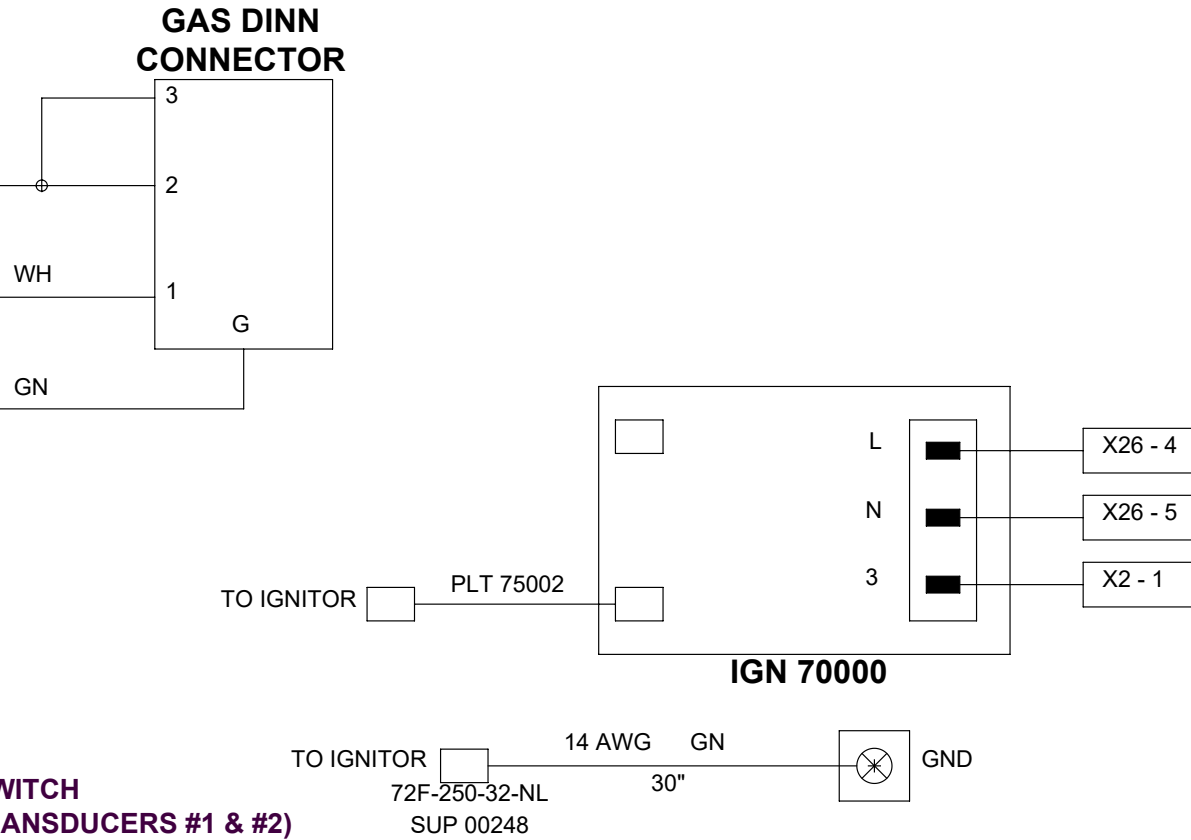 GAS DINN
CONNECTOR
3
2
WH
1
G
GN
L
X26 - 4
N
X26 - 5
3
X2 - 1
TO IGNITOR
PLT 75002
IGN 70000
TO IGNITOR
14 AWG GN
GND
30"
72F-250-32-NL
SUP 00248
WITCH
ANSDUCERS #1 & #2)